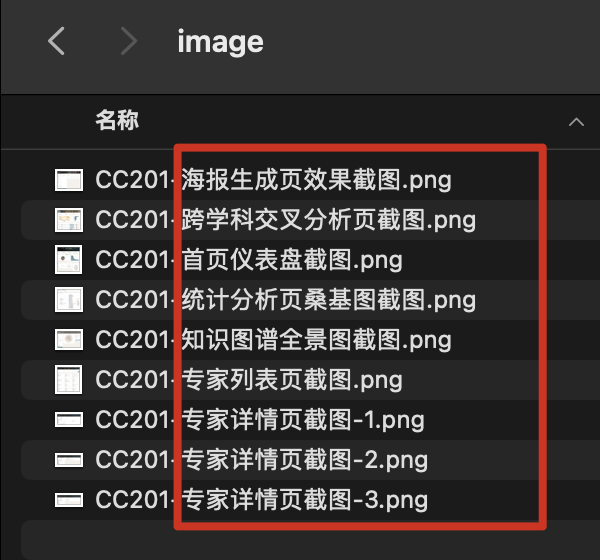 image
名称
CC201-海报生成页效果截图.png
CC201-跨学科交叉分析页截图.png
CC201-首页仪表盘截图.png
CC201-统计分析页桑基图截图.png
CC201-知识图谱全景图截图.png
CC201-专家列表页截图.png
CC201-专家详情页截图-1.png
CC201-专家详情页截图-2.png
CC201-专家详情页截图-3.png